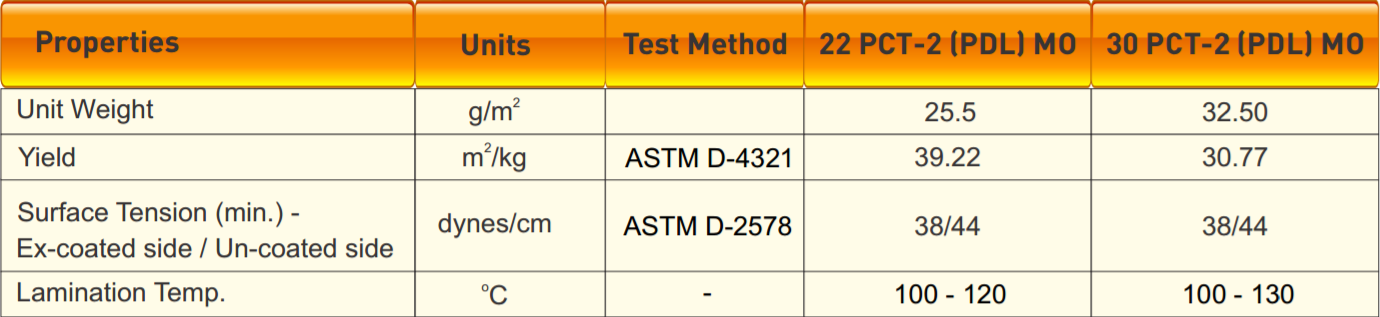 Properties Units Test Method 22 PCT-2 (PDL) MO 30 PCT-2 (PDL) MO
Unit Weight g/m² 25.5 32.50
Yield m²/kg ASTM D-4321 39.22 30.77
Surface Tension (min.) -
Ex-coated side / Un-coated side dynes/cm ASTM D-2578 38/44 38/44
Lamination Temp. °C - 100 - 120 100 - 130